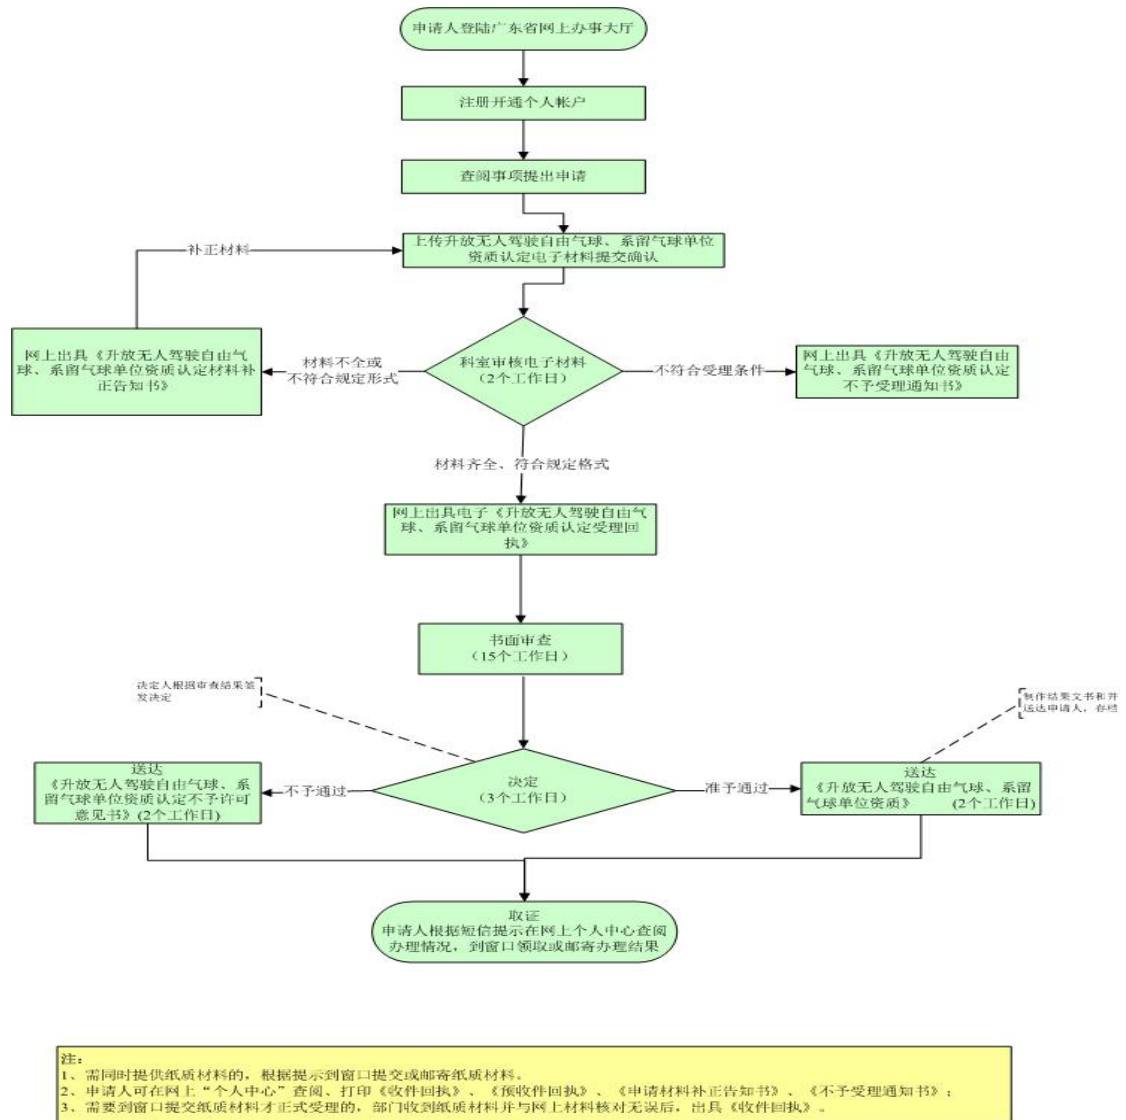 申请人登陆广东省网上办事大厅
注册开通个人帐户
查阅事项提出申请
上传升放无人驾驶自由气球、系留气球单位
资质认定电子材料提交确认
补正材料
科室审核电子材料
（2个工作日）
材料不全或
不符合规定形式
网上出具《升放无人驾驶自由气
球、系留气球单位资质认定材料补
正告知书》
不符合受理条件
网上出具《升放无人驾驶自由
气球、系留气球单位资质认定
不予受理通知书》
材料齐全、符合规定格式
网上出具电子《升放无人驾驶自由气
球、系留气球单位资质认定受理回
执》
书面审查
（15个工作日）
决定人根据审查结果签
发决定
制作结果文书和并
送达申请人，存档
决定
（3个工作日）
不予通过
送达
《升放无人驾驶自由气球、系
留气球单位资质认定不予许可
意见书》(2个工作日)
准予通过
送达
《升放无人驾驶自由气球、系留
气球单位资质》 (2个工作日)
取证
申请人根据短信提示在网上个人中心查阅
办理情况，到窗口领取或邮寄办理结果
注：
1、需同时提供纸质材料的，根据提示到窗口提交或邮寄纸质材料。
2、申请人可在网上“个人中心”查阅、打印《收件回执》、《预收件回执》、《申请材料补正告知书》、《不予受理通知书》；
3、需要到窗口提交纸质材料才正式受理的，部门收到纸质材料并与网上材料核对无误后，出具《收件回执》。